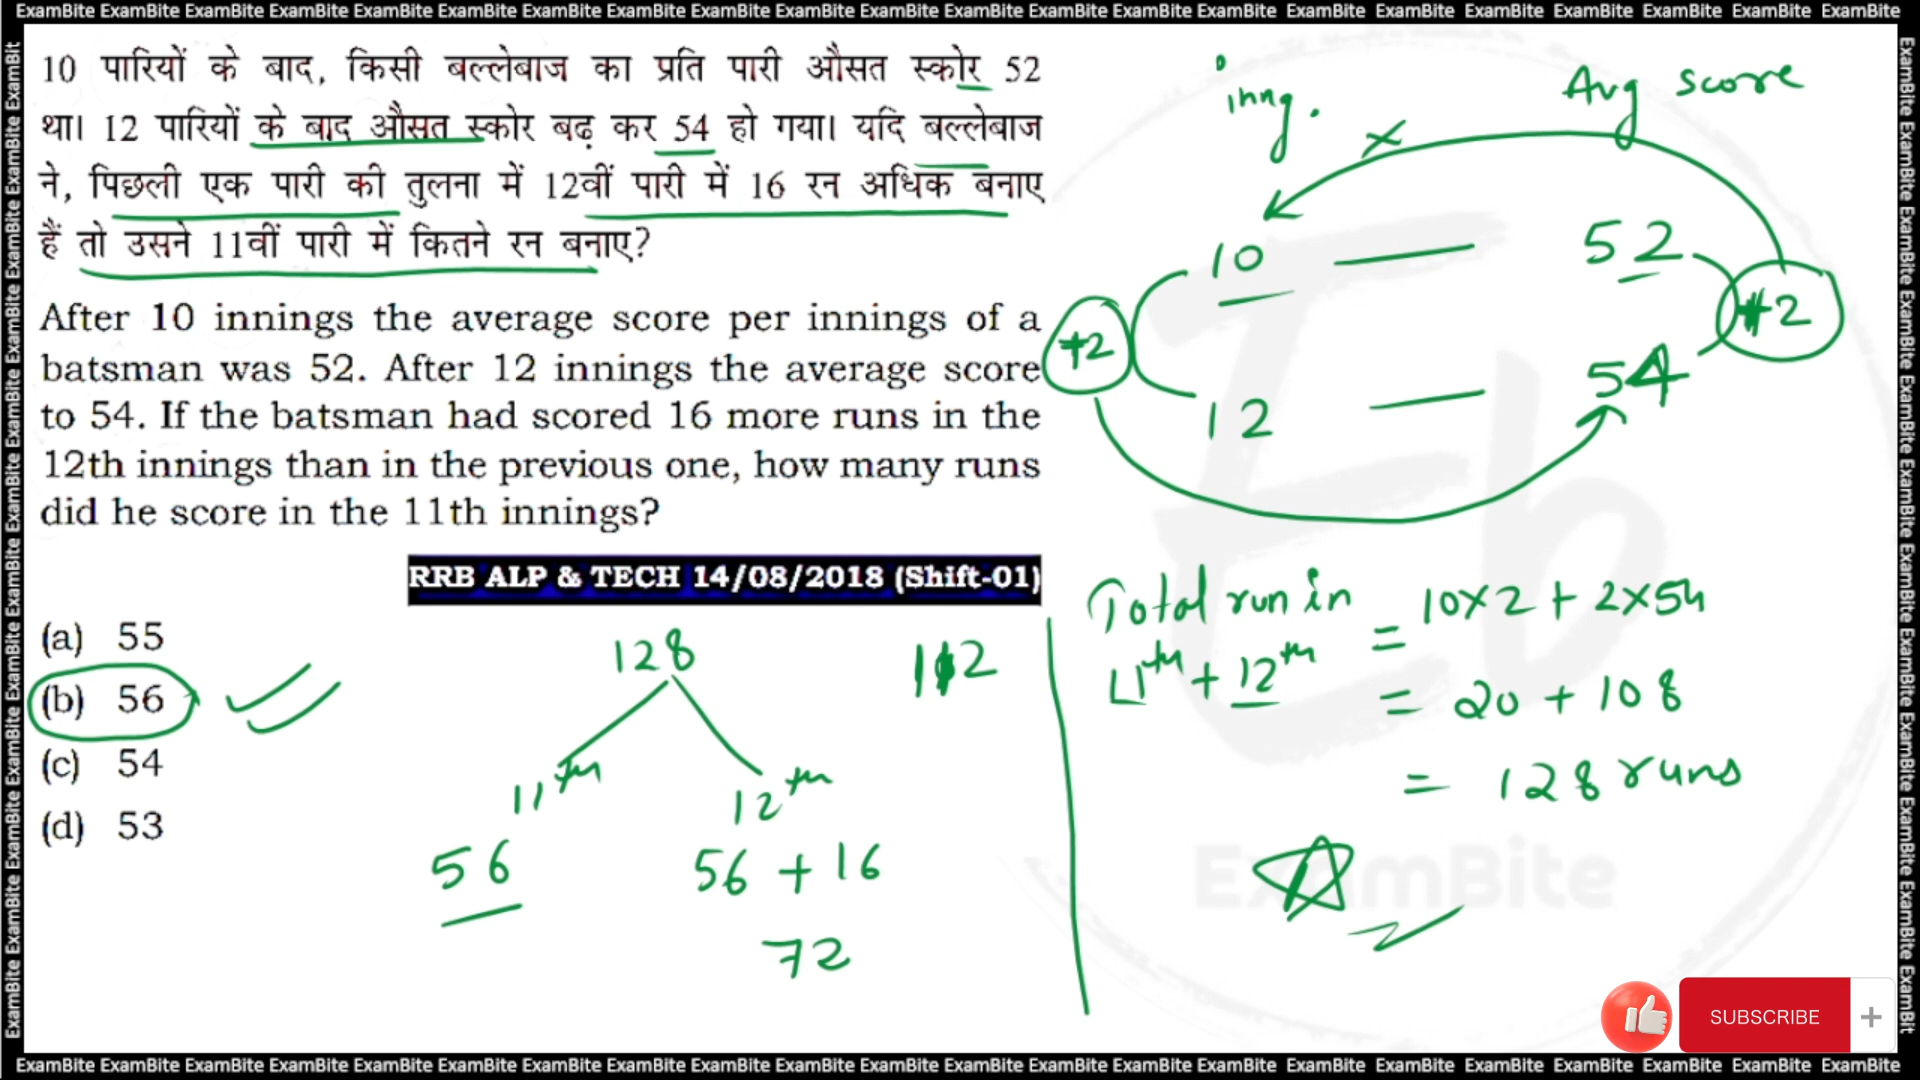 ExamBite ExamBite ExamBite ExamBite ExamBite ExamBite ExamBite ExamBite ExamBite ExamBite ExamBite ExamBite ExamBite ExamBite ExamBite ExamBite ExamBite ExamBite ExamBite ExamBite ExamBite ExamBite
10 पारियों के बाद, किसी बल्लेबाज का प्रति पारी औसत स्कोर 52
था। 12 पारियों के बाद औसत स्कोर बढ़ कर 54 हो गया। यदि बल्लेबाज
ने, पिछली एक पारी की तुलना में 12वीं पारी में 16 रन अधिक बनाए
हैं तो उसने 11वीं पारी में कितने रन बनाए?
After 10 innings the average score per innings of a
batsman was 52. After 12 innings the average score
to 54. If the batsman had scored 16 more runs in the
12th innings than in the previous one, how many runs
did he score in the 11th innings?
RRB ALP & TECH 14/08/2018 (Shift-01)
(a) 55
(b) 56
(c) 54
(d) 53
128
11th 12th
56 56 + 16
72
112
inng. Avg score
×
10 — 52
+2 +2
12 — 54
Total run in
11th + 12th = 10×2 + 2×54
= 20 + 108
= 128 runs
Eb
ExamBite
SUBSCRIBE +
ExamBite ExamBite ExamBite ExamBite ExamBite ExamBite ExamBite ExamBite ExamBite ExamBite ExamBite ExamBite ExamBite ExamBite ExamBite ExamBite ExamBite ExamBite ExamBite ExamBite ExamBite ExamBite